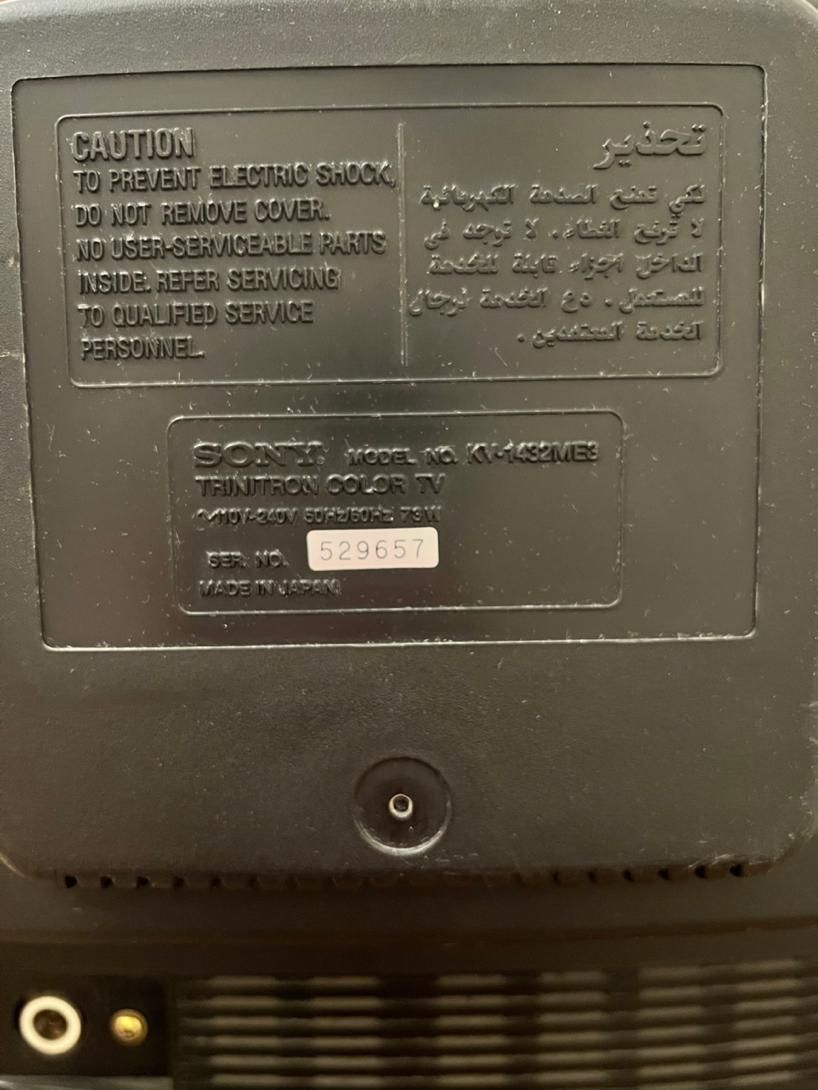 CAUTION
TO PREVENT ELECTRIC SHOCK,
DO NOT REMOVE COVER.
NO USER-SERVICEABLE PARTS
INSIDE. REFER SERVICING
TO QUALIFIED SERVICE
PERSONNEL.
تحذير
لكي تمنع الصدمة الكهربائية
لا ترفع الغطاء. لا توجد في
الداخل اجزاء قابلة للخدمة
للمستعمل. دع الخدمة لرجال
الخدمة المعتمدين.
SONY. MODEL NO. KV-1432ME3
TRINITRON COLOR TV
~110V-240V 50Hz/60Hz 79W
SER. NO. 529657
MADE IN JAPAN